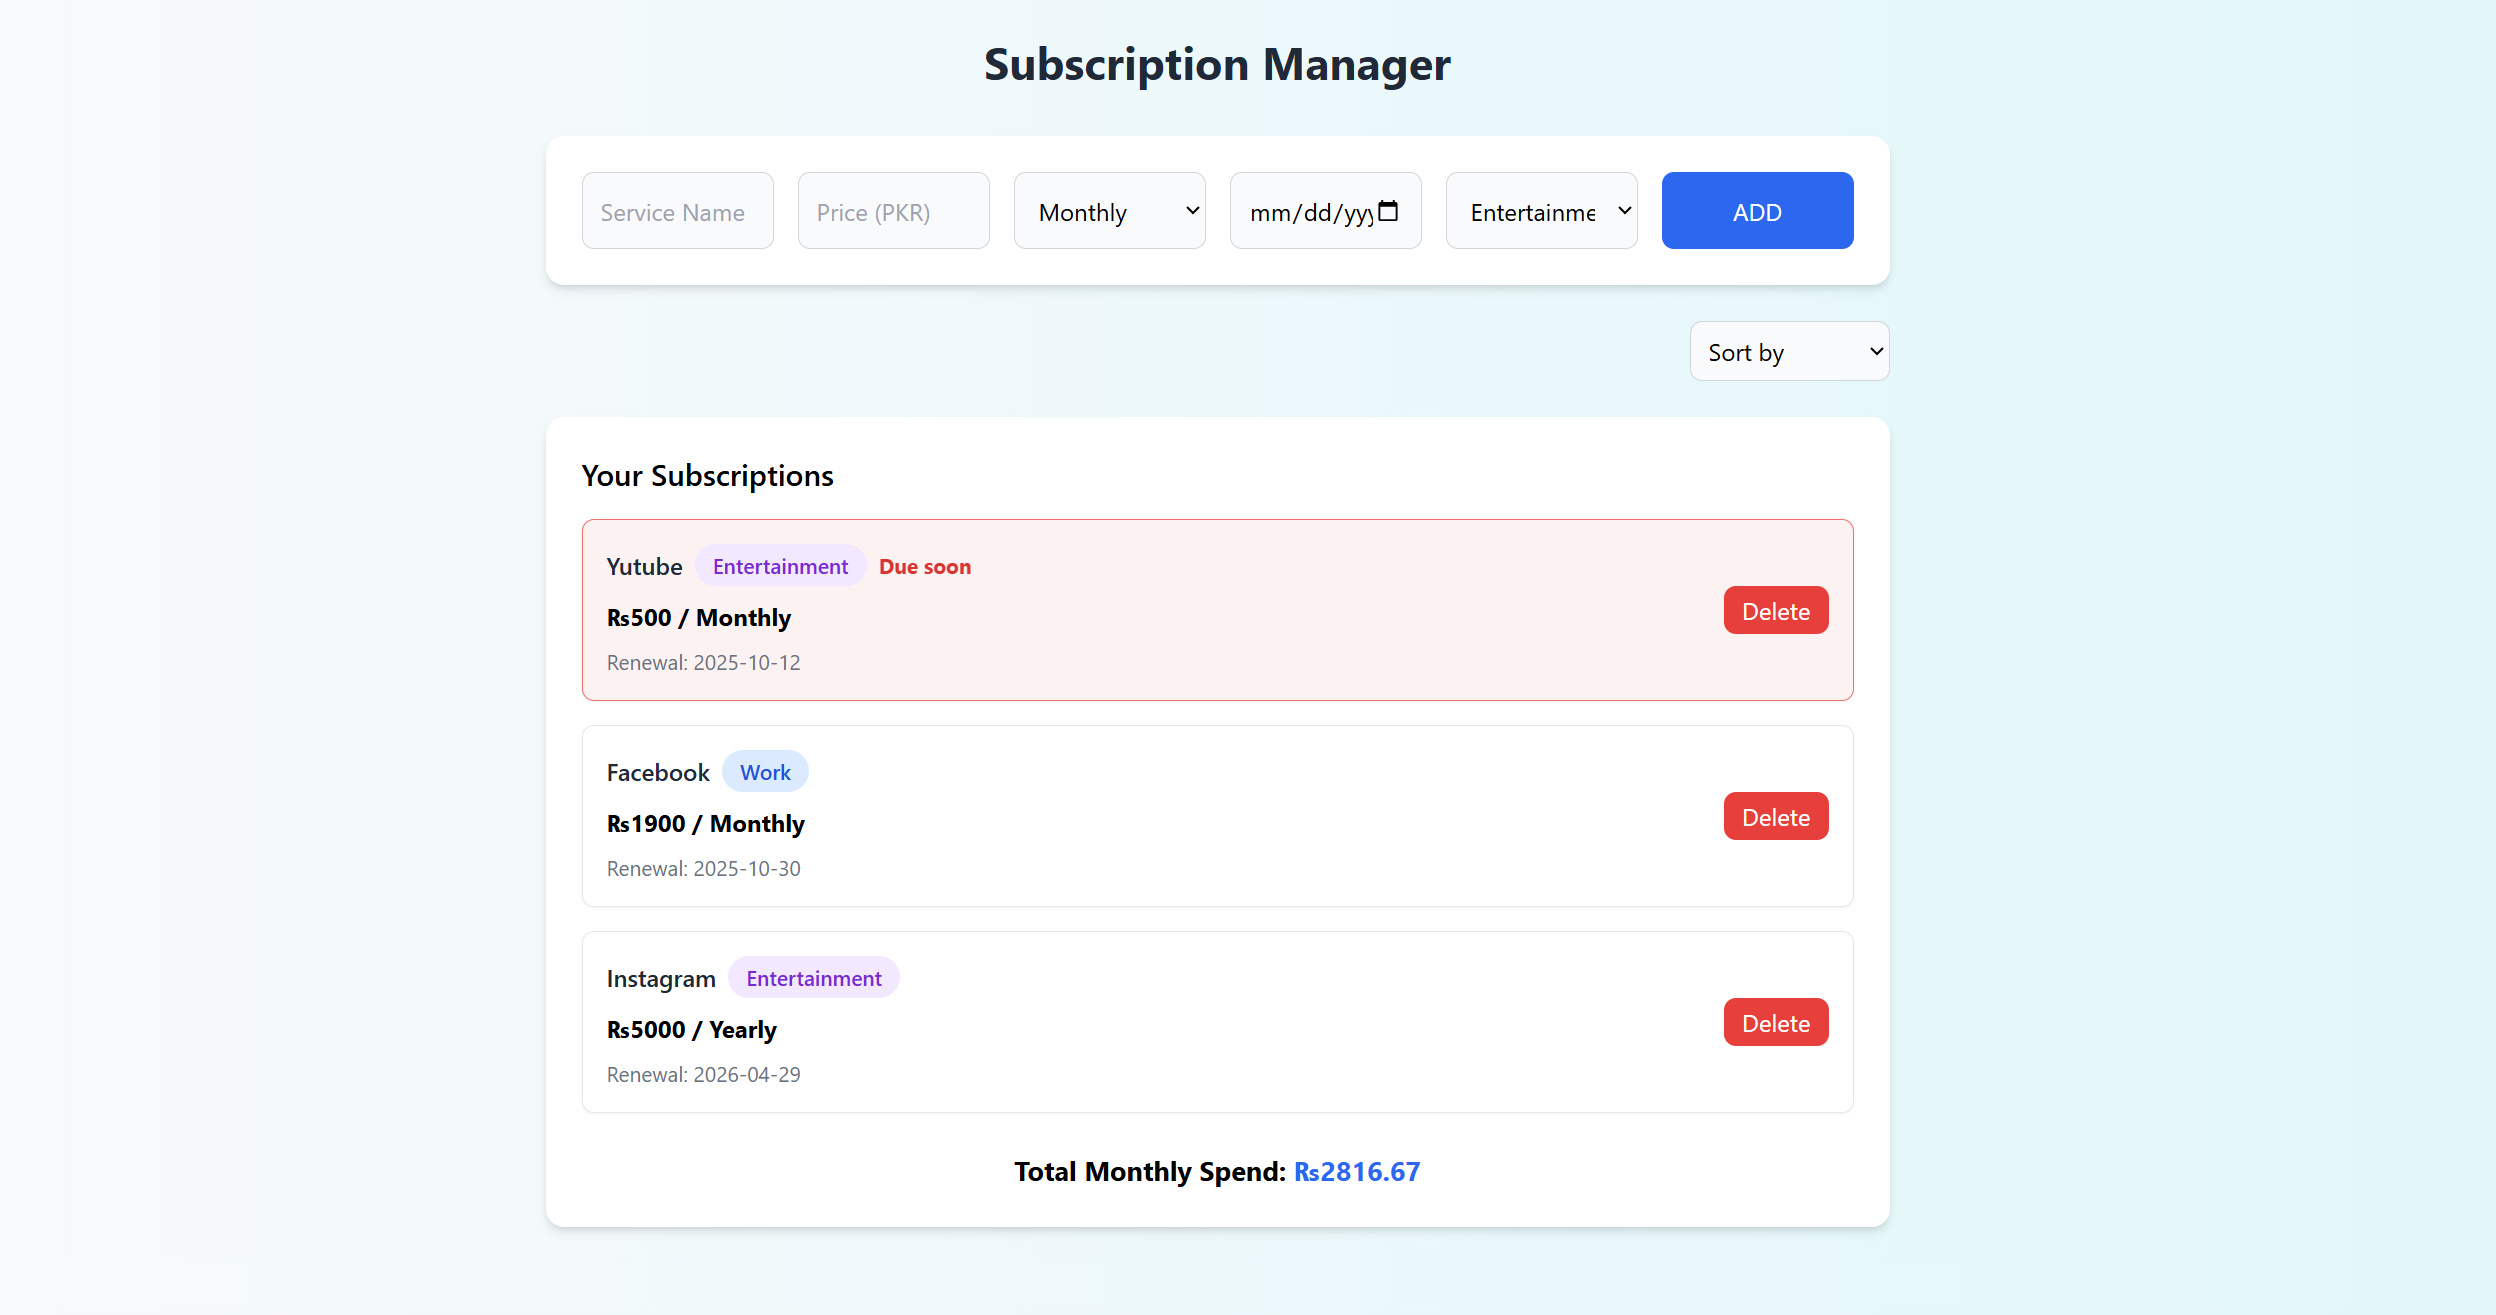 Subscription Manager
Service Name Price (PKR) Monthly mm/dd/yyy Entertainme ADD
Sort by
Your Subscriptions
Yutube Entertainment Due soon
₨500 / Monthly
Renewal: 2025-10-12
Delete
Facebook Work
₨1900 / Monthly
Renewal: 2025-10-30
Delete
Instagram Entertainment
₨5000 / Yearly
Renewal: 2026-04-29
Delete
Total Monthly Spend: ₨2816.67